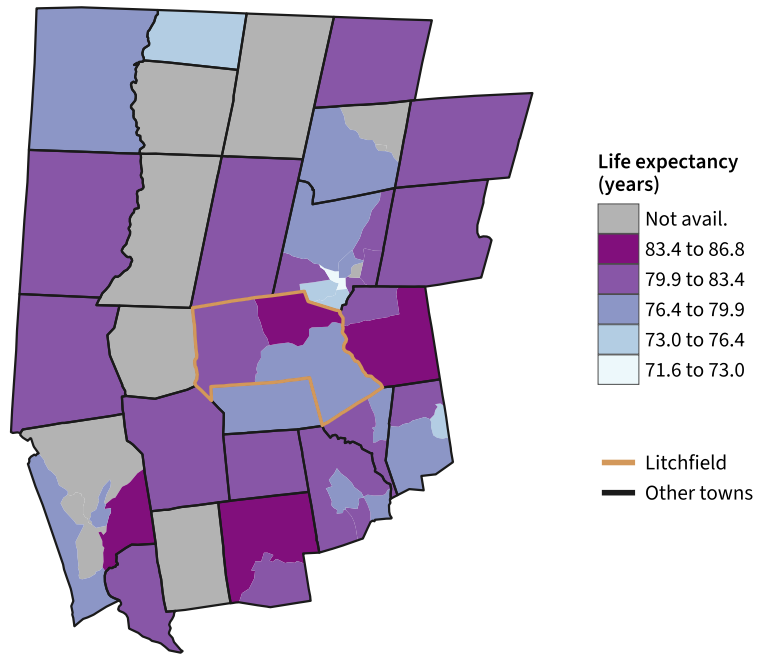 Life expectancy
(years)
Not avail.
83.4 to 86.8
79.9 to 83.4
76.4 to 79.9
73.0 to 76.4
71.6 to 73.0
Litchfield
Other towns